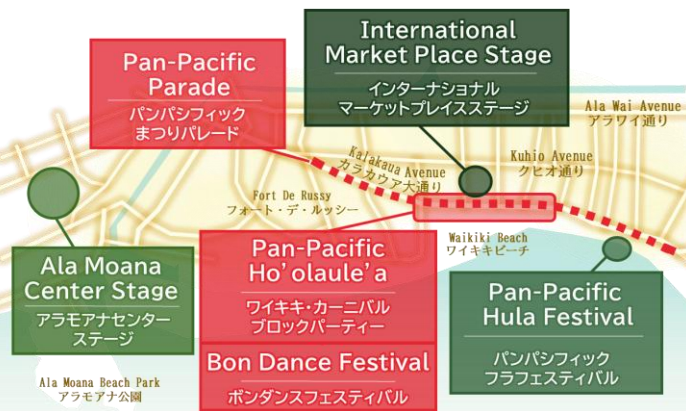 International
Market Place Stage
インターナショナル
マーケットプレイスステージ
Pan-Pacific
Parade
パンパシフィック
まつりパレード
Ala Wai Avenue
アラワイ通り
Kalakaua Avenue
カラカウア大通り
Kuhio Avenue
クヒオ通り
Fort De Russy
フォート・デ・ルッシー
Waikiki Beach
ワイキキビーチ
Ala Moana
Center Stage
アラモアナセンター
ステージ
Pan-Pacific
Ho'olaule'a
ワイキキ・カーニバル
ブロックパーティー
Bon Dance Festival
ボンダンスフェスティバル
Pan-Pacific
Hula Festival
パンパシフィック
フラフェスティバル
Ala Moana Beach Park
アラモアナ公園